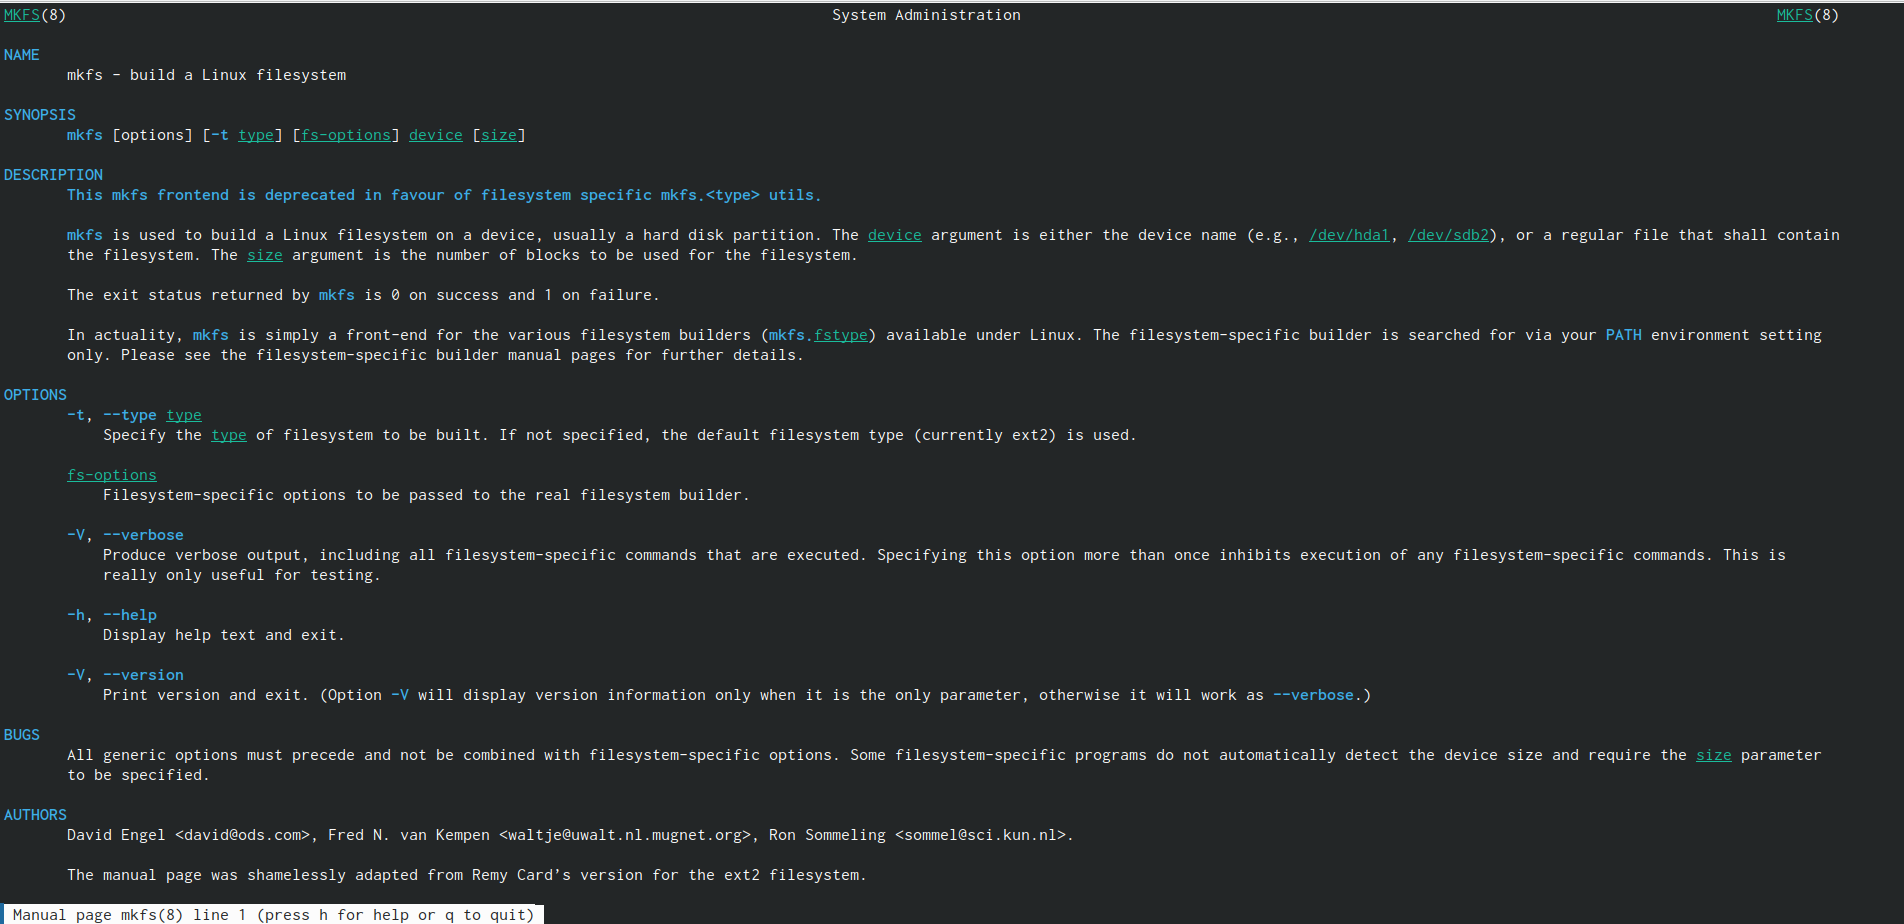 MKFS(8) System Administration MKFS(8)
NAME
mkfs - build a Linux filesystem
SYNOPSIS
mkfs [options] [-t type] [fs-options] device [size]
DESCRIPTION
This mkfs frontend is deprecated in favour of filesystem specific mkfs.<type> utils.
mkfs is used to build a Linux filesystem on a device, usually a hard disk partition. The device argument is either the device name (e.g., /dev/hda1, /dev/sdb2), or a regular file that shall contain
the filesystem. The size argument is the number of blocks to be used for the filesystem.
The exit status returned by mkfs is 0 on success and 1 on failure.
In actuality, mkfs is simply a front-end for the various filesystem builders (mkfs.fstype) available under Linux. The filesystem-specific builder is searched for via your PATH environment setting
only. Please see the filesystem-specific builder manual pages for further details.
OPTIONS
-t, --type type
Specify the type of filesystem to be built. If not specified, the default filesystem type (currently ext2) is used.
fs-options
Filesystem-specific options to be passed to the real filesystem builder.
-V, --verbose
Produce verbose output, including all filesystem-specific commands that are executed. Specifying this option more than once inhibits execution of any filesystem-specific commands. This is
really only useful for testing.
-h, --help
Display help text and exit.
-V, --version
Print version and exit. (Option -V will display version information only when it is the only parameter, otherwise it will work as --verbose.)
BUGS
All generic options must precede and not be combined with filesystem-specific options. Some filesystem-specific programs do not automatically detect the device size and require the size parameter
to be specified.
AUTHORS
David Engel <david@ods.com>, Fred N. van Kempen <waltje@uwalt.nl.mugnet.org>, Ron Sommeling <sommel@sci.kun.nl>.
The manual page was shamelessly adapted from Remy Card’s version for the ext2 filesystem.
Manual page mkfs(8) line 1 (press h for help or q to quit)